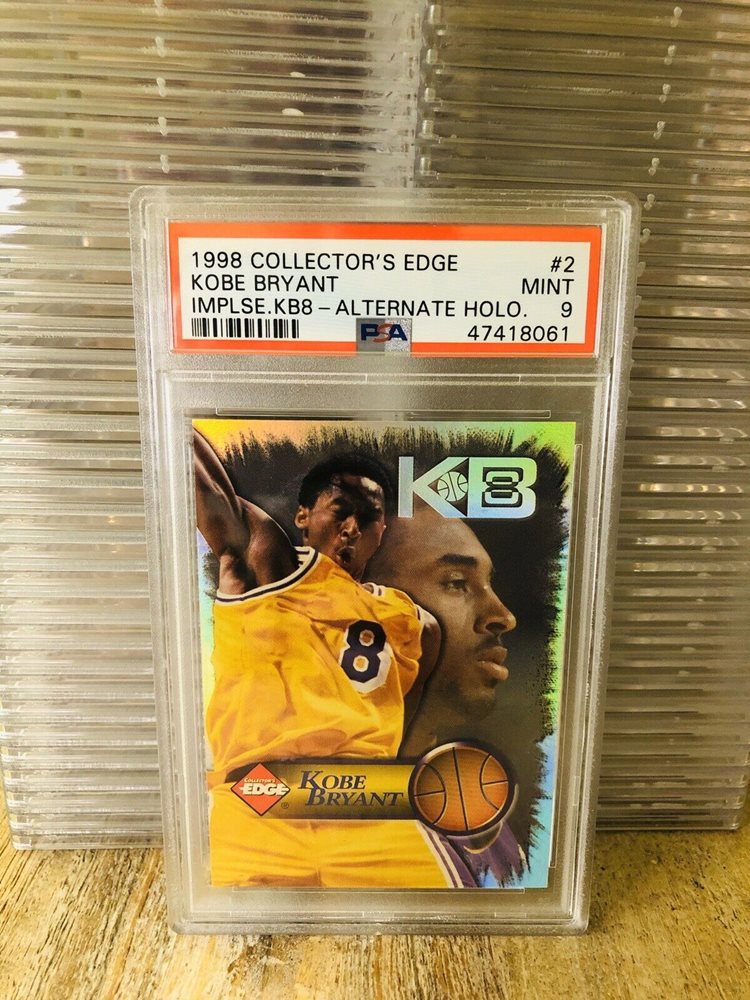 1998 COLLECTOR'S EDGE #2
KOBE BRYANT MINT
IMPLSE.KB8-ALTERNATE HOLO. 9
PSA 47418061
KB8
8
COLLECTOR'S
EDGE ®
KOBE
BRYANT